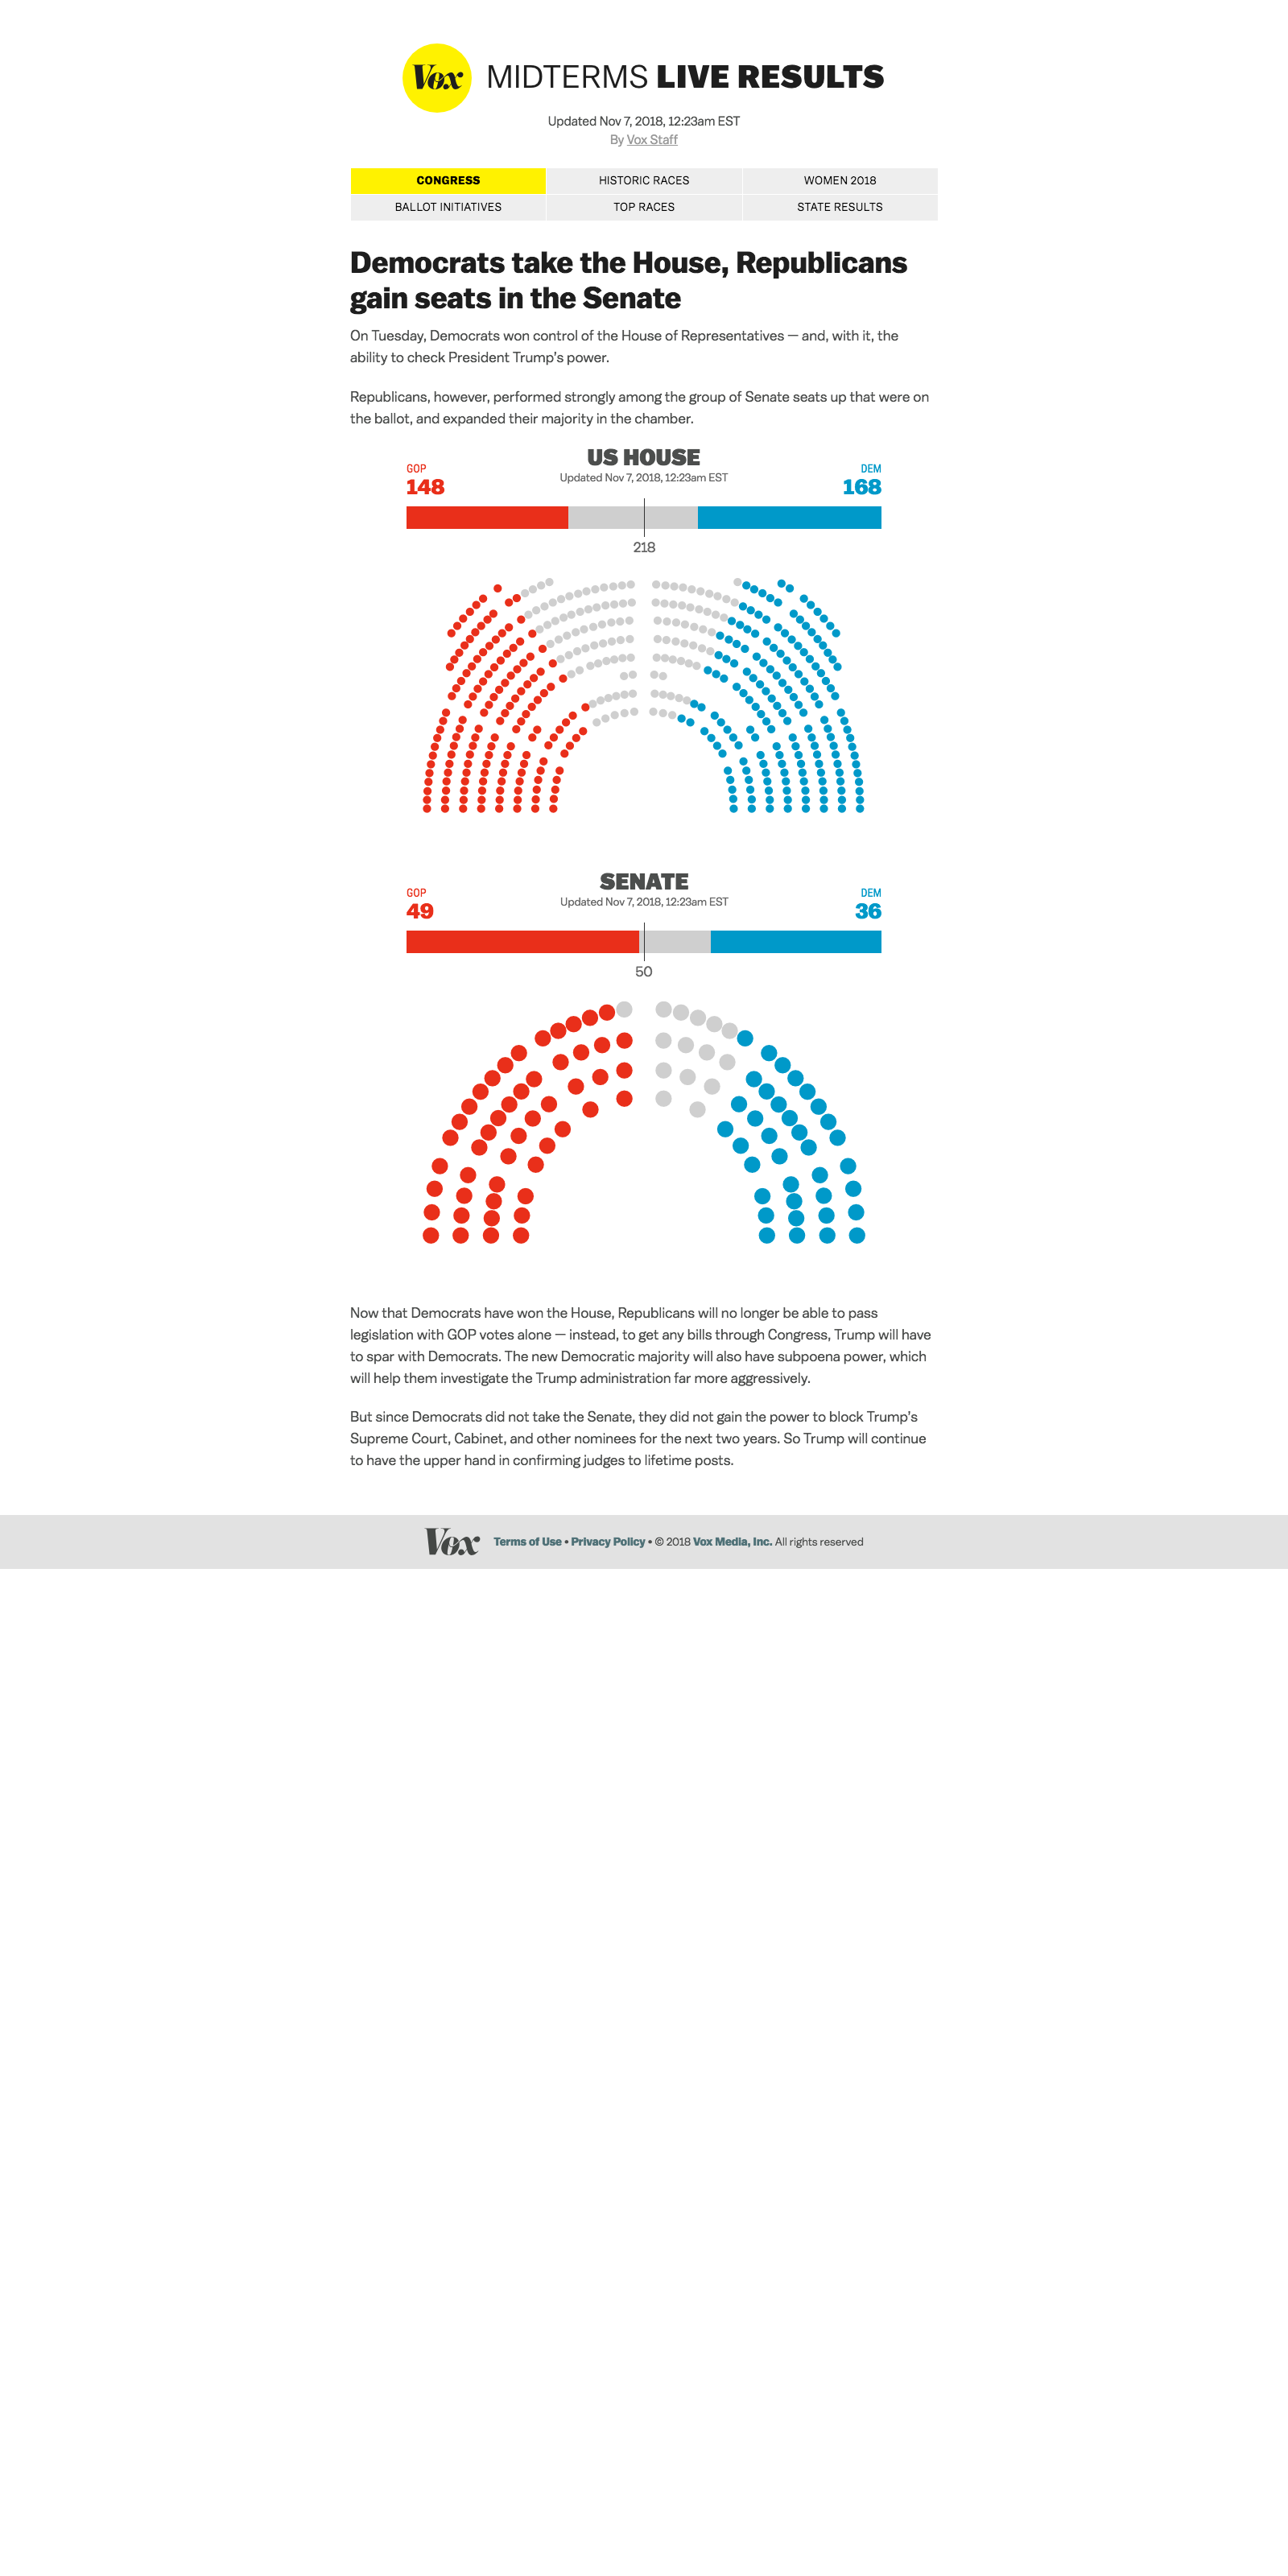 Vox MIDTERMS LIVE RESULTS
Updated Nov 7, 2018, 12:23am EST
By Vox Staff
CONGRESS HISTORIC RACES WOMEN 2018
BALLOT INITIATIVES TOP RACES STATE RESULTS
Democrats take the House, Republicans
gain seats in the Senate
On Tuesday, Democrats won control of the House of Representatives — and, with it, the
ability to check President Trump's power.
Republicans, however, performed strongly among the group of Senate seats up that were on
the ballot, and expanded their majority in the chamber.
US HOUSE
GOP Updated Nov 7, 2018, 12:23am EST DEM
148 168
218
SENATE
GOP Updated Nov 7, 2018, 12:23am EST DEM
49 36
50
Now that Democrats have won the House, Republicans will no longer be able to pass
legislation with GOP votes alone — instead, to get any bills through Congress, Trump will have
to spar with Democrats. The new Democratic majority will also have subpoena power, which
will help them investigate the Trump administration far more aggressively.
But since Democrats did not take the Senate, they did not gain the power to block Trump's
Supreme Court, Cabinet, and other nominees for the next two years. So Trump will continue
to have the upper hand in confirming judges to lifetime posts.
Vox Terms of Use • Privacy Policy • © 2018 Vox Media, Inc. All rights reserved